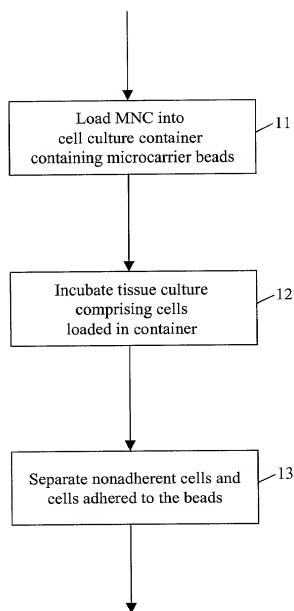 Load MNC into
cell culture container
containing microcarrier beads
11
Incubate tissue culture
comprising cells
loaded in container
12
Separate nonadherent cells and
cells adhered to the beads
13